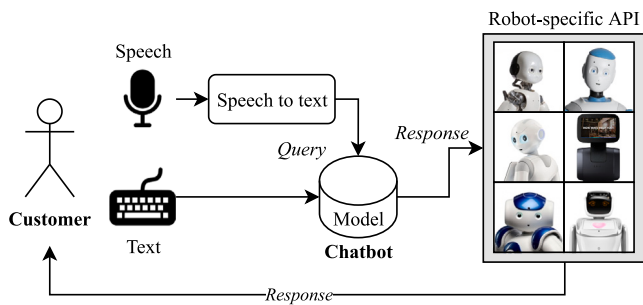 Robot-specific API
Speech
Speech to text
Response
Query
Customer
Text
Model
Chatbot
Response